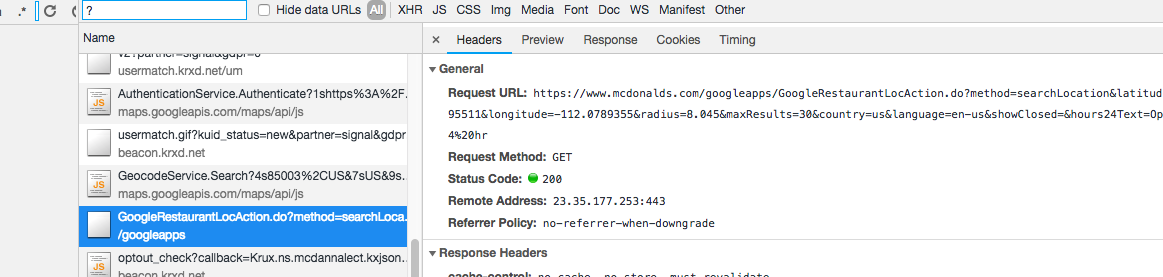 .*
?
Hide data URLs All XHR JS CSS Img Media Font Doc WS Manifest Other
Name
× Headers Preview Response Cookies Timing
usermatch.krxd.net/um
AuthenticationService.Authenticate?1shttps%3A%2F...
maps.googleapis.com/maps/api/js
usermatch.gif?kuid_status=new&partner=signal&gdpr
beacon.krxd.net
GeocodeService.Search?4s85003%2CUS&7sUS&9s...
maps.googleapis.com/maps/api/js
GoogleRestaurantLocAction.do?method=searchLoca...
/googleapps
optout_check?callback=Krux.ns.mcdannalect.kxjson...
beacon.krxd.net
General
Request URL: https://www.mcdonalds.com/googleapps/GoogleRestaurantLocAction.do?method=searchLocation&latitud
95511&longitude=-112.0789355&radius=8.045&maxResults=30&country=us&language=en-us&showClosed=&hours24Text=Op
4%20hr
Request Method: GET
Status Code: 200
Remote Address: 23.35.177.253:443
Referrer Policy: no-referrer-when-downgrade
Response Headers
cache-control: no-cache, no-store, must-revalidate